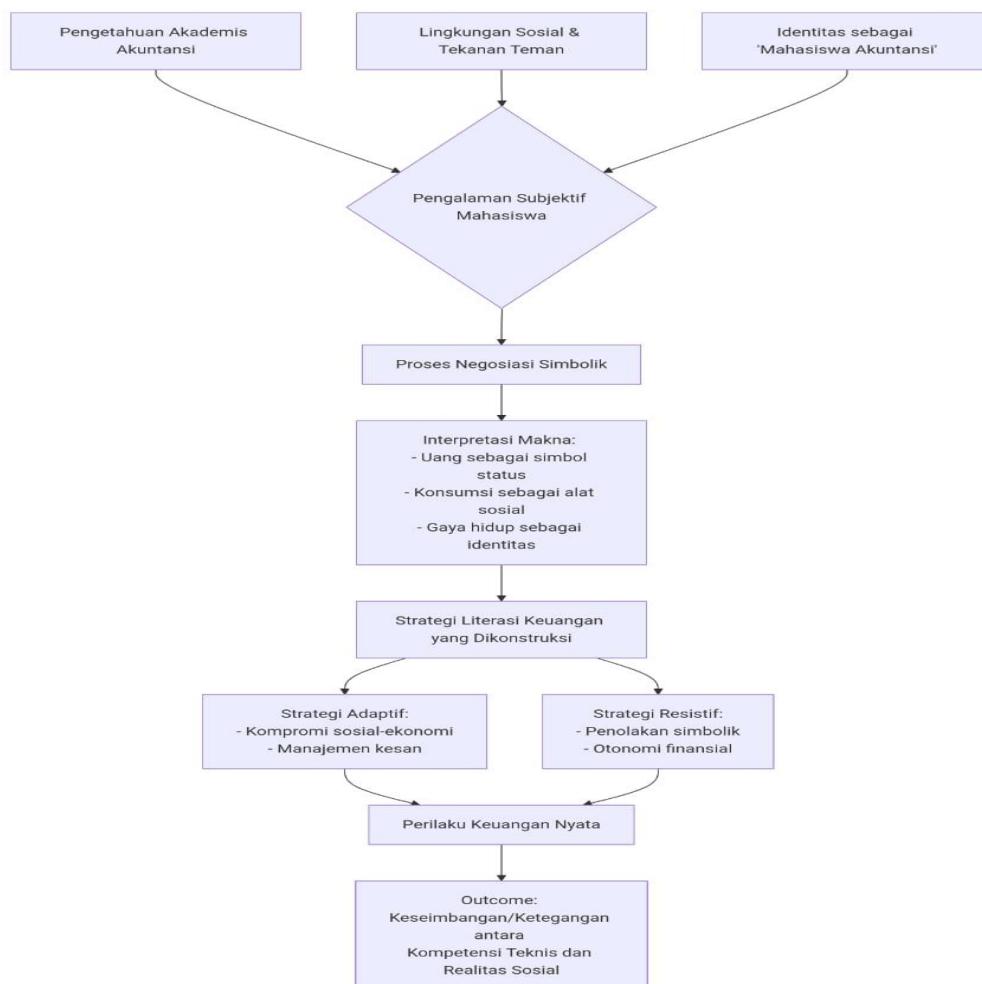 Pengetahuan Akademis
Akuntansi
Lingkungan Sosial &
Tekanan Teman
Identitas sebagai
'Mahasiswa Akuntansi'
Pengalaman Subjektif
Mahasiswa
Proses Negosiasi Simbolik
Interpretasi Makna:
- Uang sebagai simbol
status
- Konsumsi sebagai alat
sosial
- Gaya hidup sebagai
identitas
Strategi Literasi Keuangan
yang Dikonstruksi
Strategi Adaptif:
- Kompromi sosial-ekonomi
- Manajemen kesan
Strategi Resistif:
- Penolakan simbolik
- Otonomi finansial
Perilaku Keuangan Nyata
Outcome:
Keseimbangan/Ketegangan
antara
Kompetensi Teknis dan
Realitas Sosial